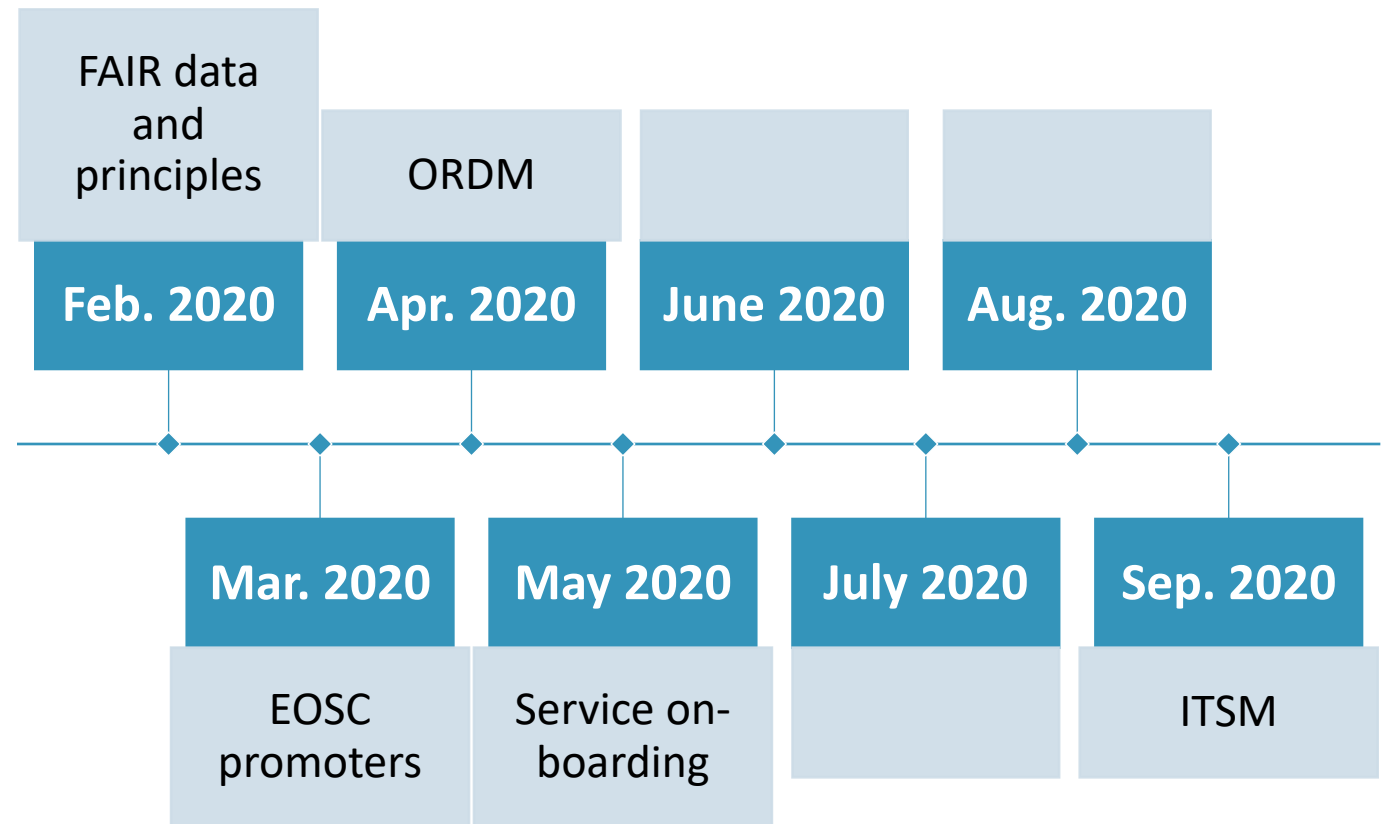 FAIR data
and
principles
Feb. 2020
ORDM
Apr. 2020
June 2020
Aug. 2020
Mar. 2020
EOSC
promoters
May 2020
Service on-
boarding
July 2020
Sep. 2020
ITSM